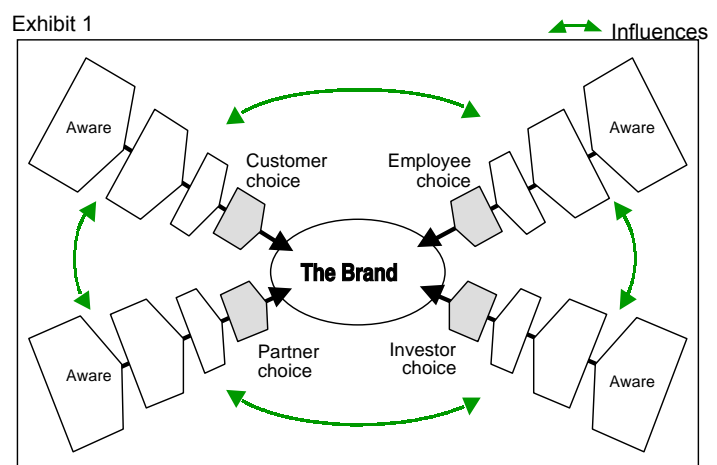 Exhibit 1
Influences
Aware
Customer
choice
Employee
choice
Aware
The Brand
Aware
Partner
choice
Investor
choice
Aware